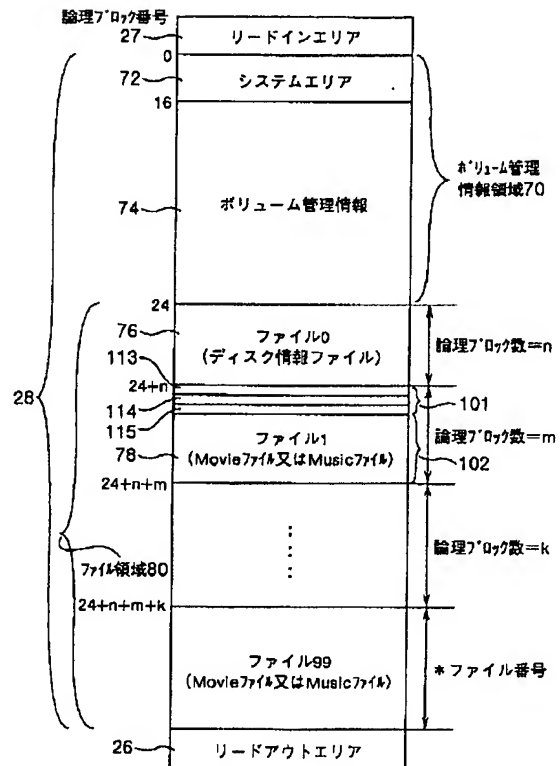 論理ブロック番号
27
リードインエリア
0
72
システムエリア
16
74
ボリューム管理情報
ボリューム管理
情報領域70
24
76
ファイル0
(ディスク情報ファイル)
論理ブロック数=n
113
24+n
28
114
101
115
78
ファイル1
(Movieファイル又はMusicファイル)
論理ブロック数=m
102
24+n+m
ファイル領域80
論理ブロック数=k
24+n+m+k
ファイル99
(Movieファイル又はMusicファイル)
*ファイル番号
26
リードアウトエリア